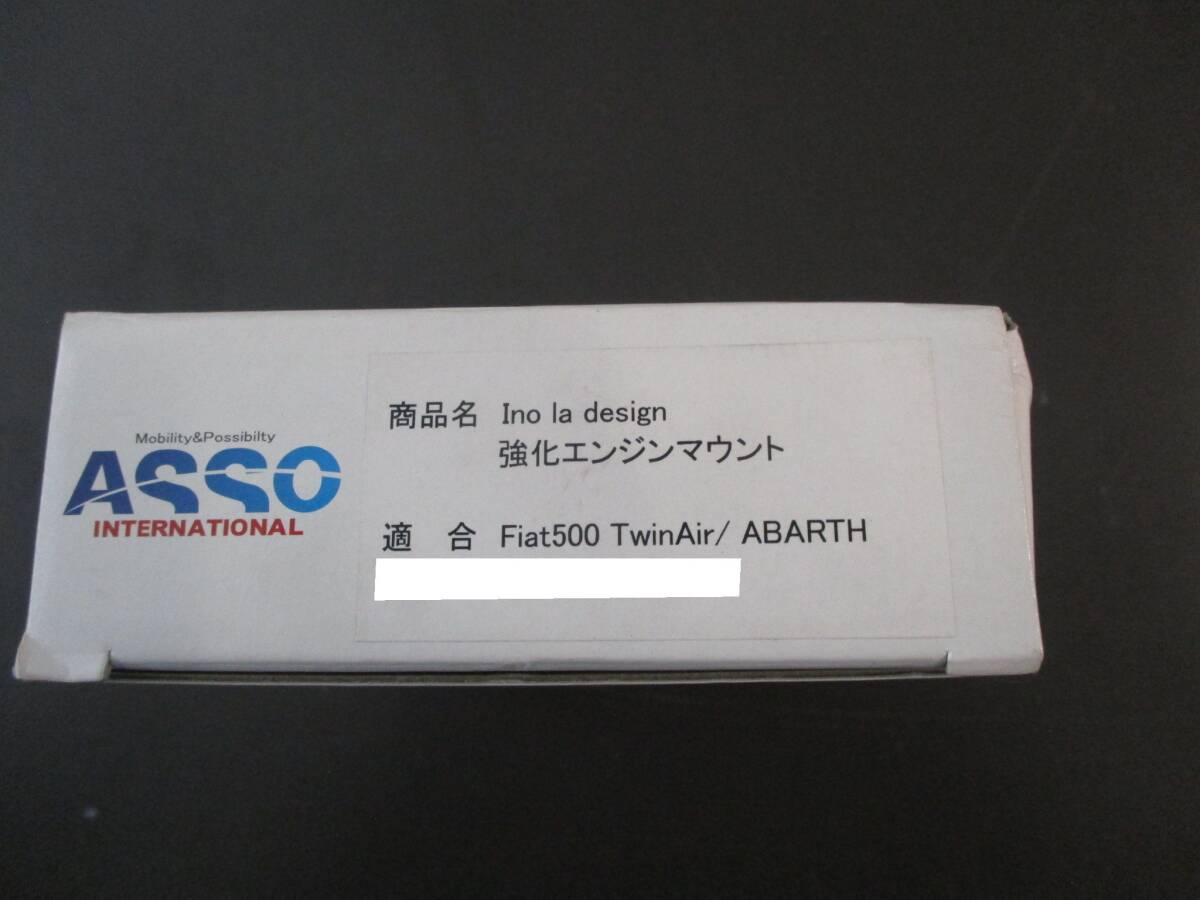 Mobility&Possibilty
ASSO
INTERNATIONAL
商品名 Ino la design
強化エンジンマウント
適 合 Fiat500 TwinAir/ ABARTH